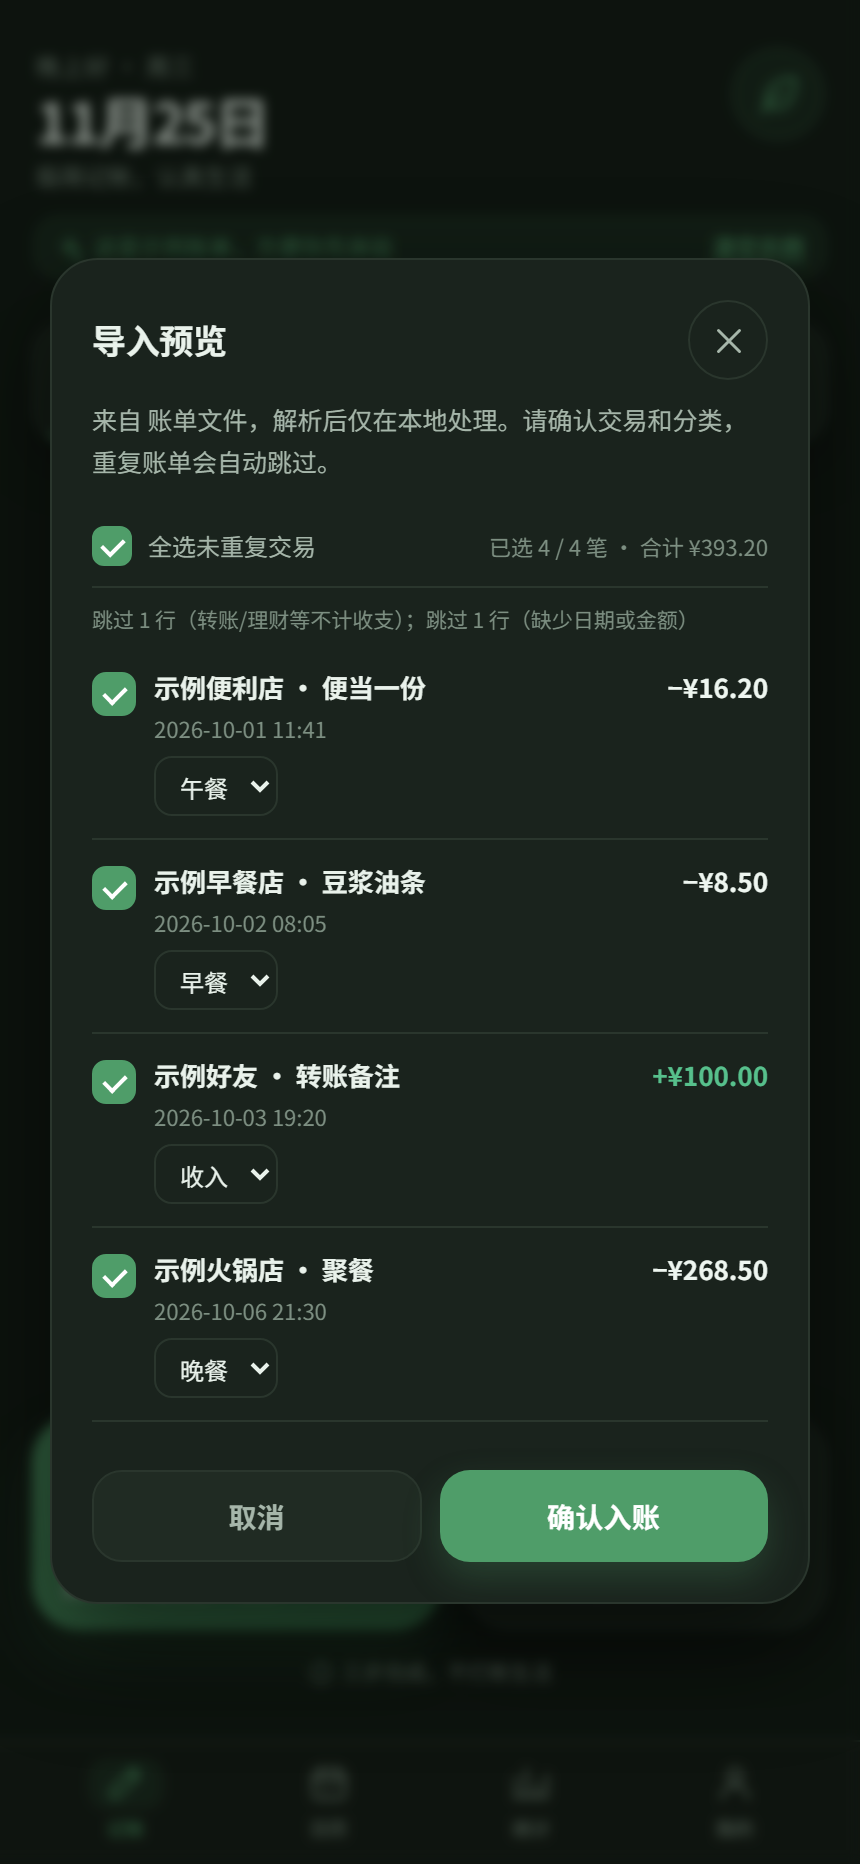 11月25日
导入预览
来自 账单文件，解析后仅在本地处理。请确认交易和分类，
重复账单会自动跳过。
全选未重复交易
已选 4 / 4 笔 · 合计 ¥393.20
跳过 1 行（转账/理财等不计收支）；跳过 1 行（缺少日期或金额）
示例便利店 · 便当一份
−¥16.20
2026-10-01 11:41
午餐
示例早餐店 · 豆浆油条
−¥8.50
2026-10-02 08:05
早餐
示例好友 · 转账备注
+¥100.00
2026-10-03 19:20
收入
示例火锅店 · 聚餐
−¥268.50
2026-10-06 21:30
晚餐
取消
确认入账